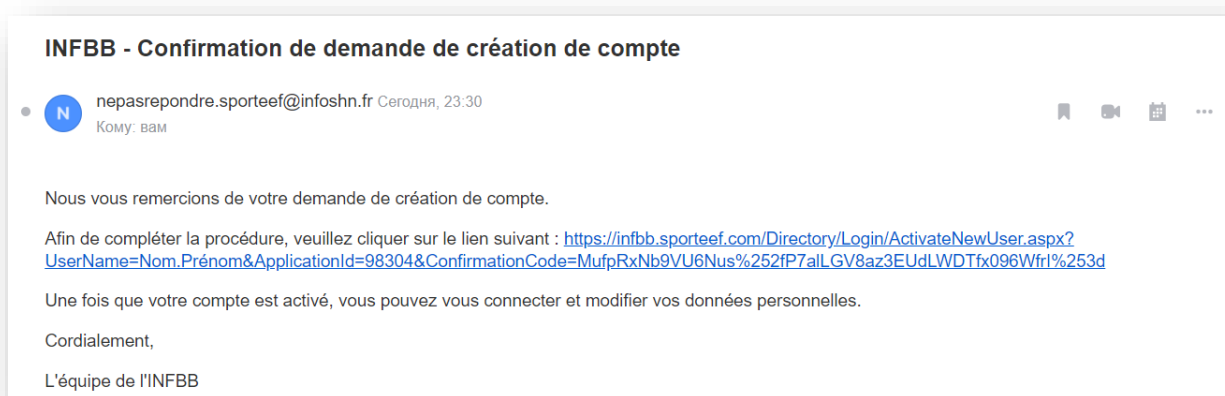 INFBB - Confirmation de demande de création de compte
N
nepasrepondre.sporteef@infoshn.fr Сегодня, 23:30
Кому: вам
Nous vous remercions de votre demande de création de compte.
Afin de compléter la procédure, veuillez cliquer sur le lien suivant : https://infbb.sporteef.com/Directory/Login/ActivateNewUser.aspx?
UserName=Nom.Prénom&ApplicationId=98304&ConfirmationCode=MufpRxNb9VU6Nus%252fP7alLGV8az3EUdLWDTfx096WfrI%253d
Une fois que votre compte est activé, vous pouvez vous connecter et modifier vos données personnelles.
Cordialement,
L'équipe de l'INFBB